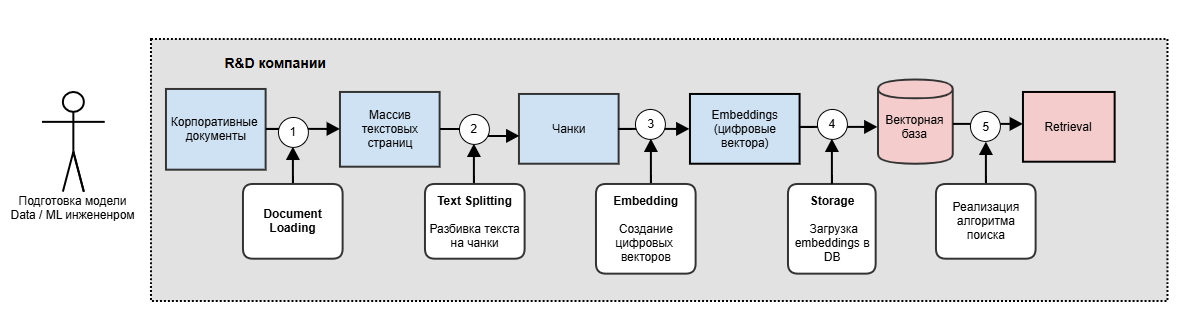 R&D компании
Корпоративные
документы
1
Массив
текстовых
страниц
2
Чанки
3
Embeddings
(цифровые
вектора)
4
Векторная
база
5
Retrieval
Подготовка модели
Data / ML инжененром
Document
Loading
Text Splitting
Разбивка текста
на чанки
Embedding
Создание
цифровых
векторов
Storage
Загрузка
embeddings в
DB
Реализация
алгоритма
поиска